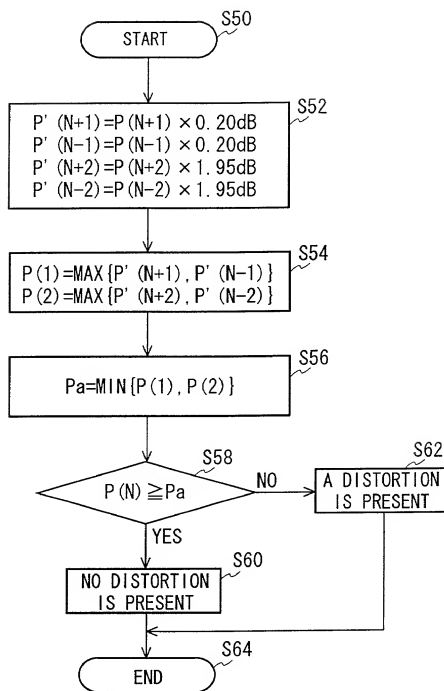 S50
START
S52
P' (N+1)=P(N+1)×0.20dB
P' (N-1)=P(N-1)×0.20dB
P' (N+2)=P(N+2)×1.95dB
P' (N-2)=P(N-2)×1.95dB
S54
P(1)=MAX{P' (N+1), P' (N-1)}
P(2)=MAX{P' (N+2), P' (N-2)}
S56
Pa=MIN{P(1), P(2)}
S58
P(N)≧Pa
NO
S62
A DISTORTION
IS PRESENT
YES
S60
NO DISTORTION
IS PRESENT
S64
END